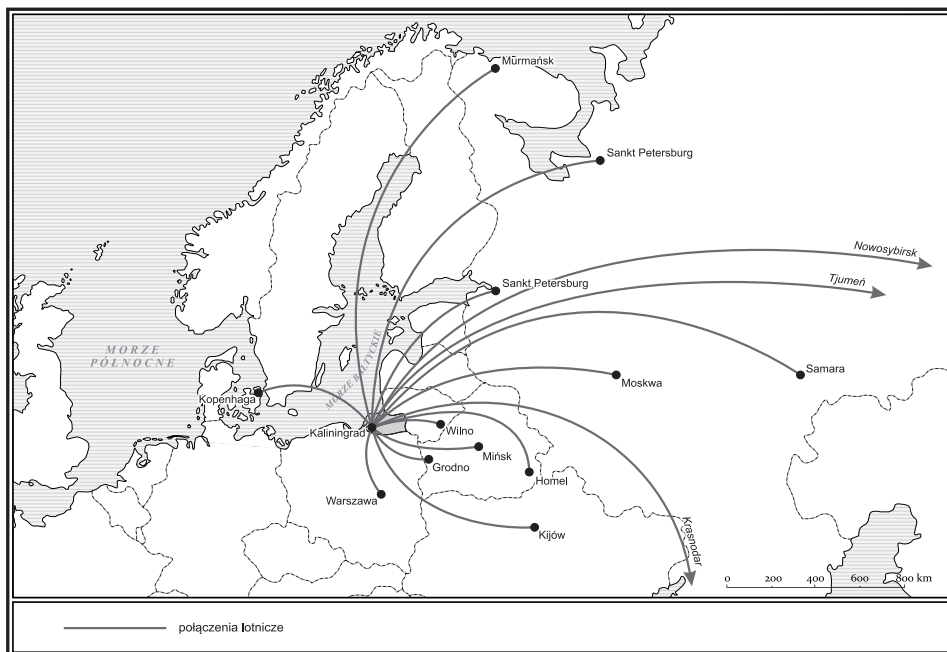 Mūrmańsk
Sankt Petersburg
Nowosybirsk
Tjumeń
Sankt Petersburg
MORZE
PÓŁNOCNE
MORZE BAŁTYCKIE
Samara
Moskwa
Kopenhaga
Kaliningrad
Wilno
Mińsk
Grodno
Homel
Warszawa
Kijów
Krasnodar
0 200 400 600 800 km
połączenia lotnicze